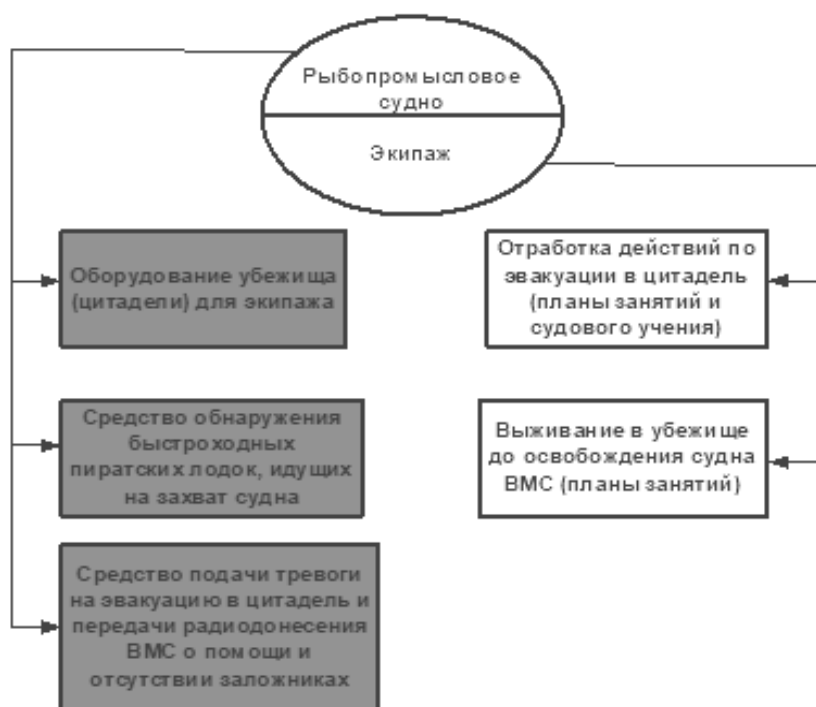 Рыбопромысловое
судно
Экипаж
Оборудование убежища
(цитадели) для экипажа
Средство обнаружения
быстроходных
пиратских лодок, идущих
на захват судна
Средство подачи тревоги
на эвакуацию в цитадель и
передачи радиодонесения
ВМС о помощи и
отсутствии заложниках
Отработка действий по
эвакуации в цитадель
(планы занятий и
судового учения)
Выживание в убежище
до освобождения судна
ВМС (планы занятий)